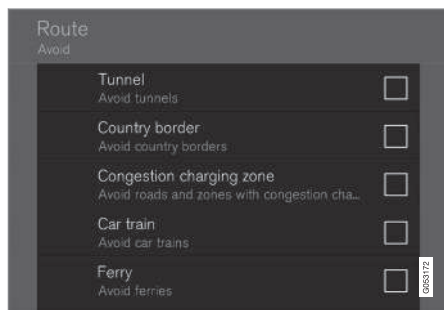 Route
Avoid
Tunnel
Avoid tunnels
Country border
Avoid country borders
Congestion charging zone
Avoid roads and zones with congestion cha...
Car train
Avoid car trains
Ferry
Avoid ferries
G053172